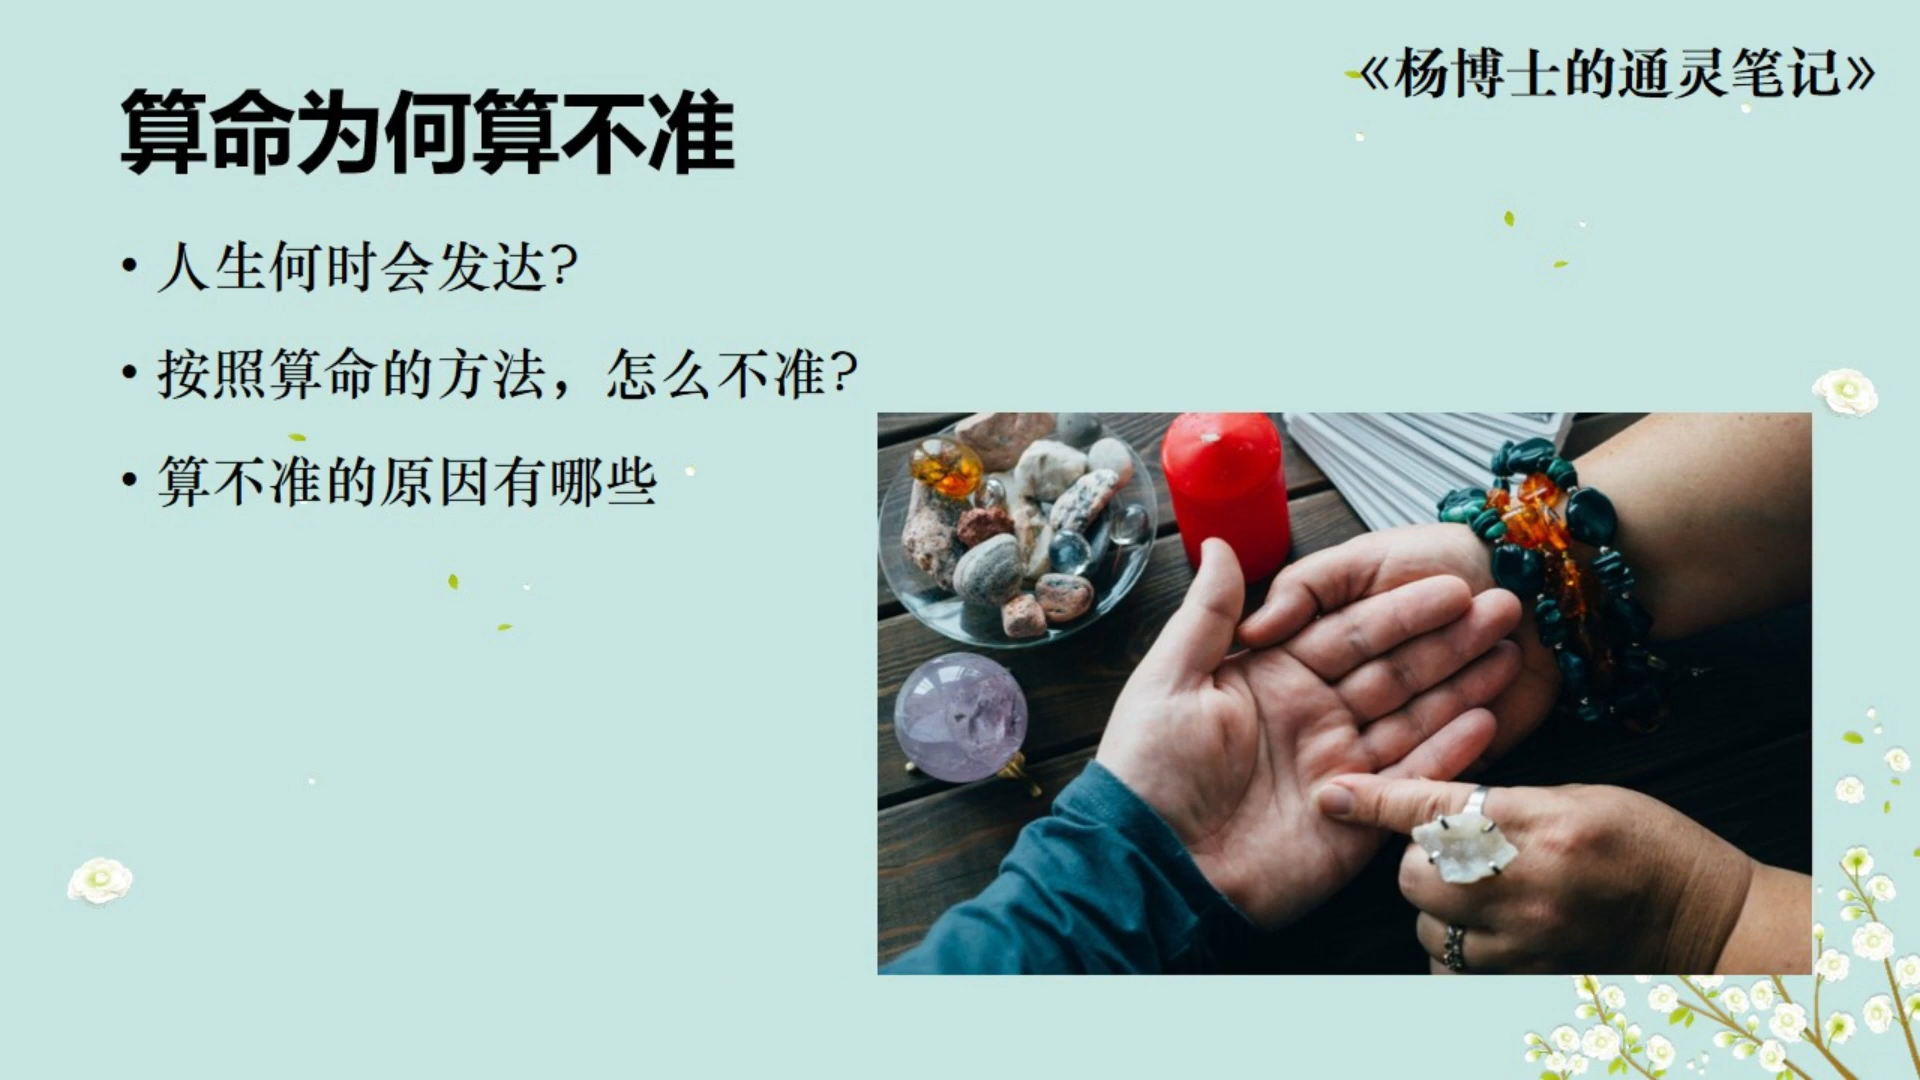 《杨博士的通灵笔记》
算命为何算不准
• 人生何时会发达?
• 按照算命的方法，怎么不准?
• 算不准的原因有哪些